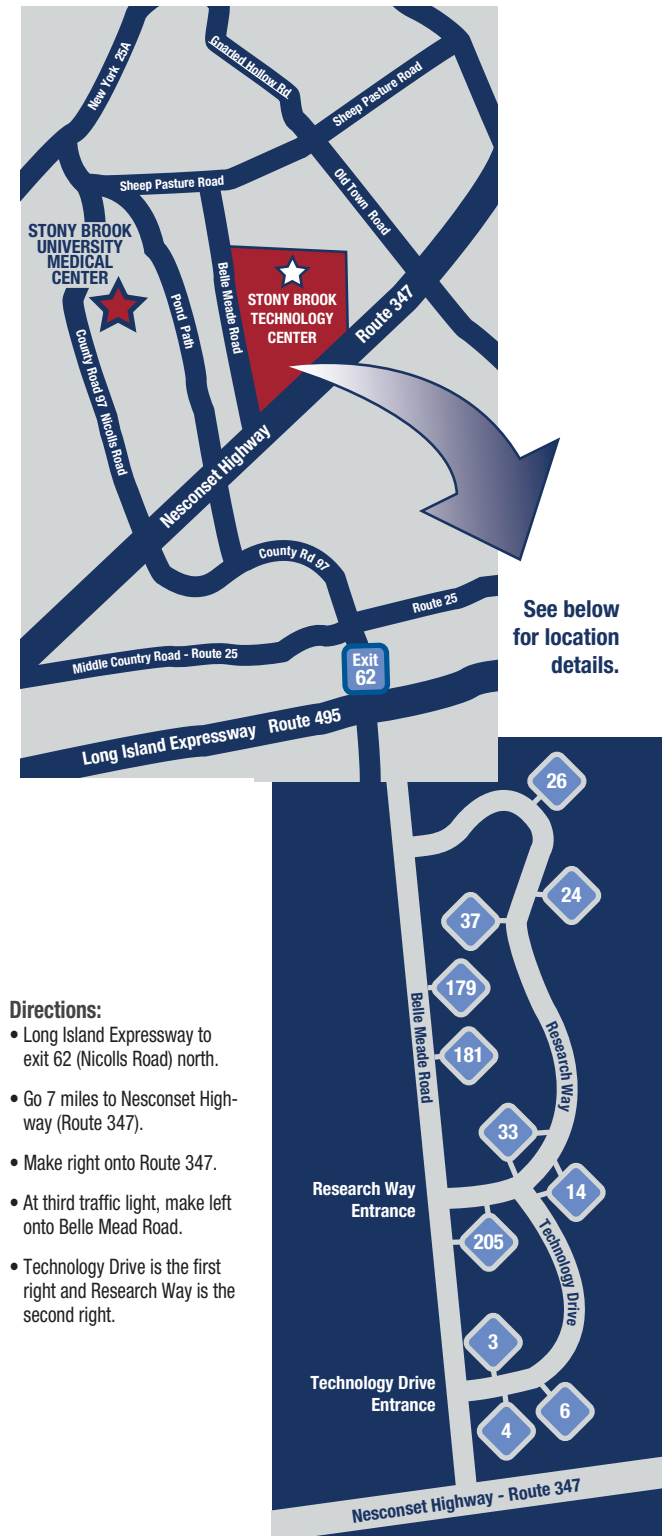 New York 25A
Gnarled Hollow Rd
Sheep Pasture Road
Sheep Pasture Road
Old Town Road
STONY BROOK
UNIVERSITY
MEDICAL
CENTER
Belle Meade Road
STONY BROOK
TECHNOLOGY
CENTER
Pond Path
Route 347
County Road 97 Nicolls Road
Nesconset Highway
County Rd 97
Route 25
Middle Country Road - Route 25
Exit
62
Long Island Expressway Route 495
See below
for location
details.
26
24
37
179
Belle Meade Road
181
Research Way
33
14
Research Way
Entrance
205
Technology Drive
3
Technology Drive
Entrance
4
6
Nesconset Highway - Route 347
Directions:
• Long Island Expressway to
exit 62 (Nicolls Road) north.
• Go 7 miles to Nesconset High-
way (Route 347).
• Make right onto Route 347.
• At third traffic light, make left
onto Belle Mead Road.
• Technology Drive is the first
right and Research Way is the
second right.